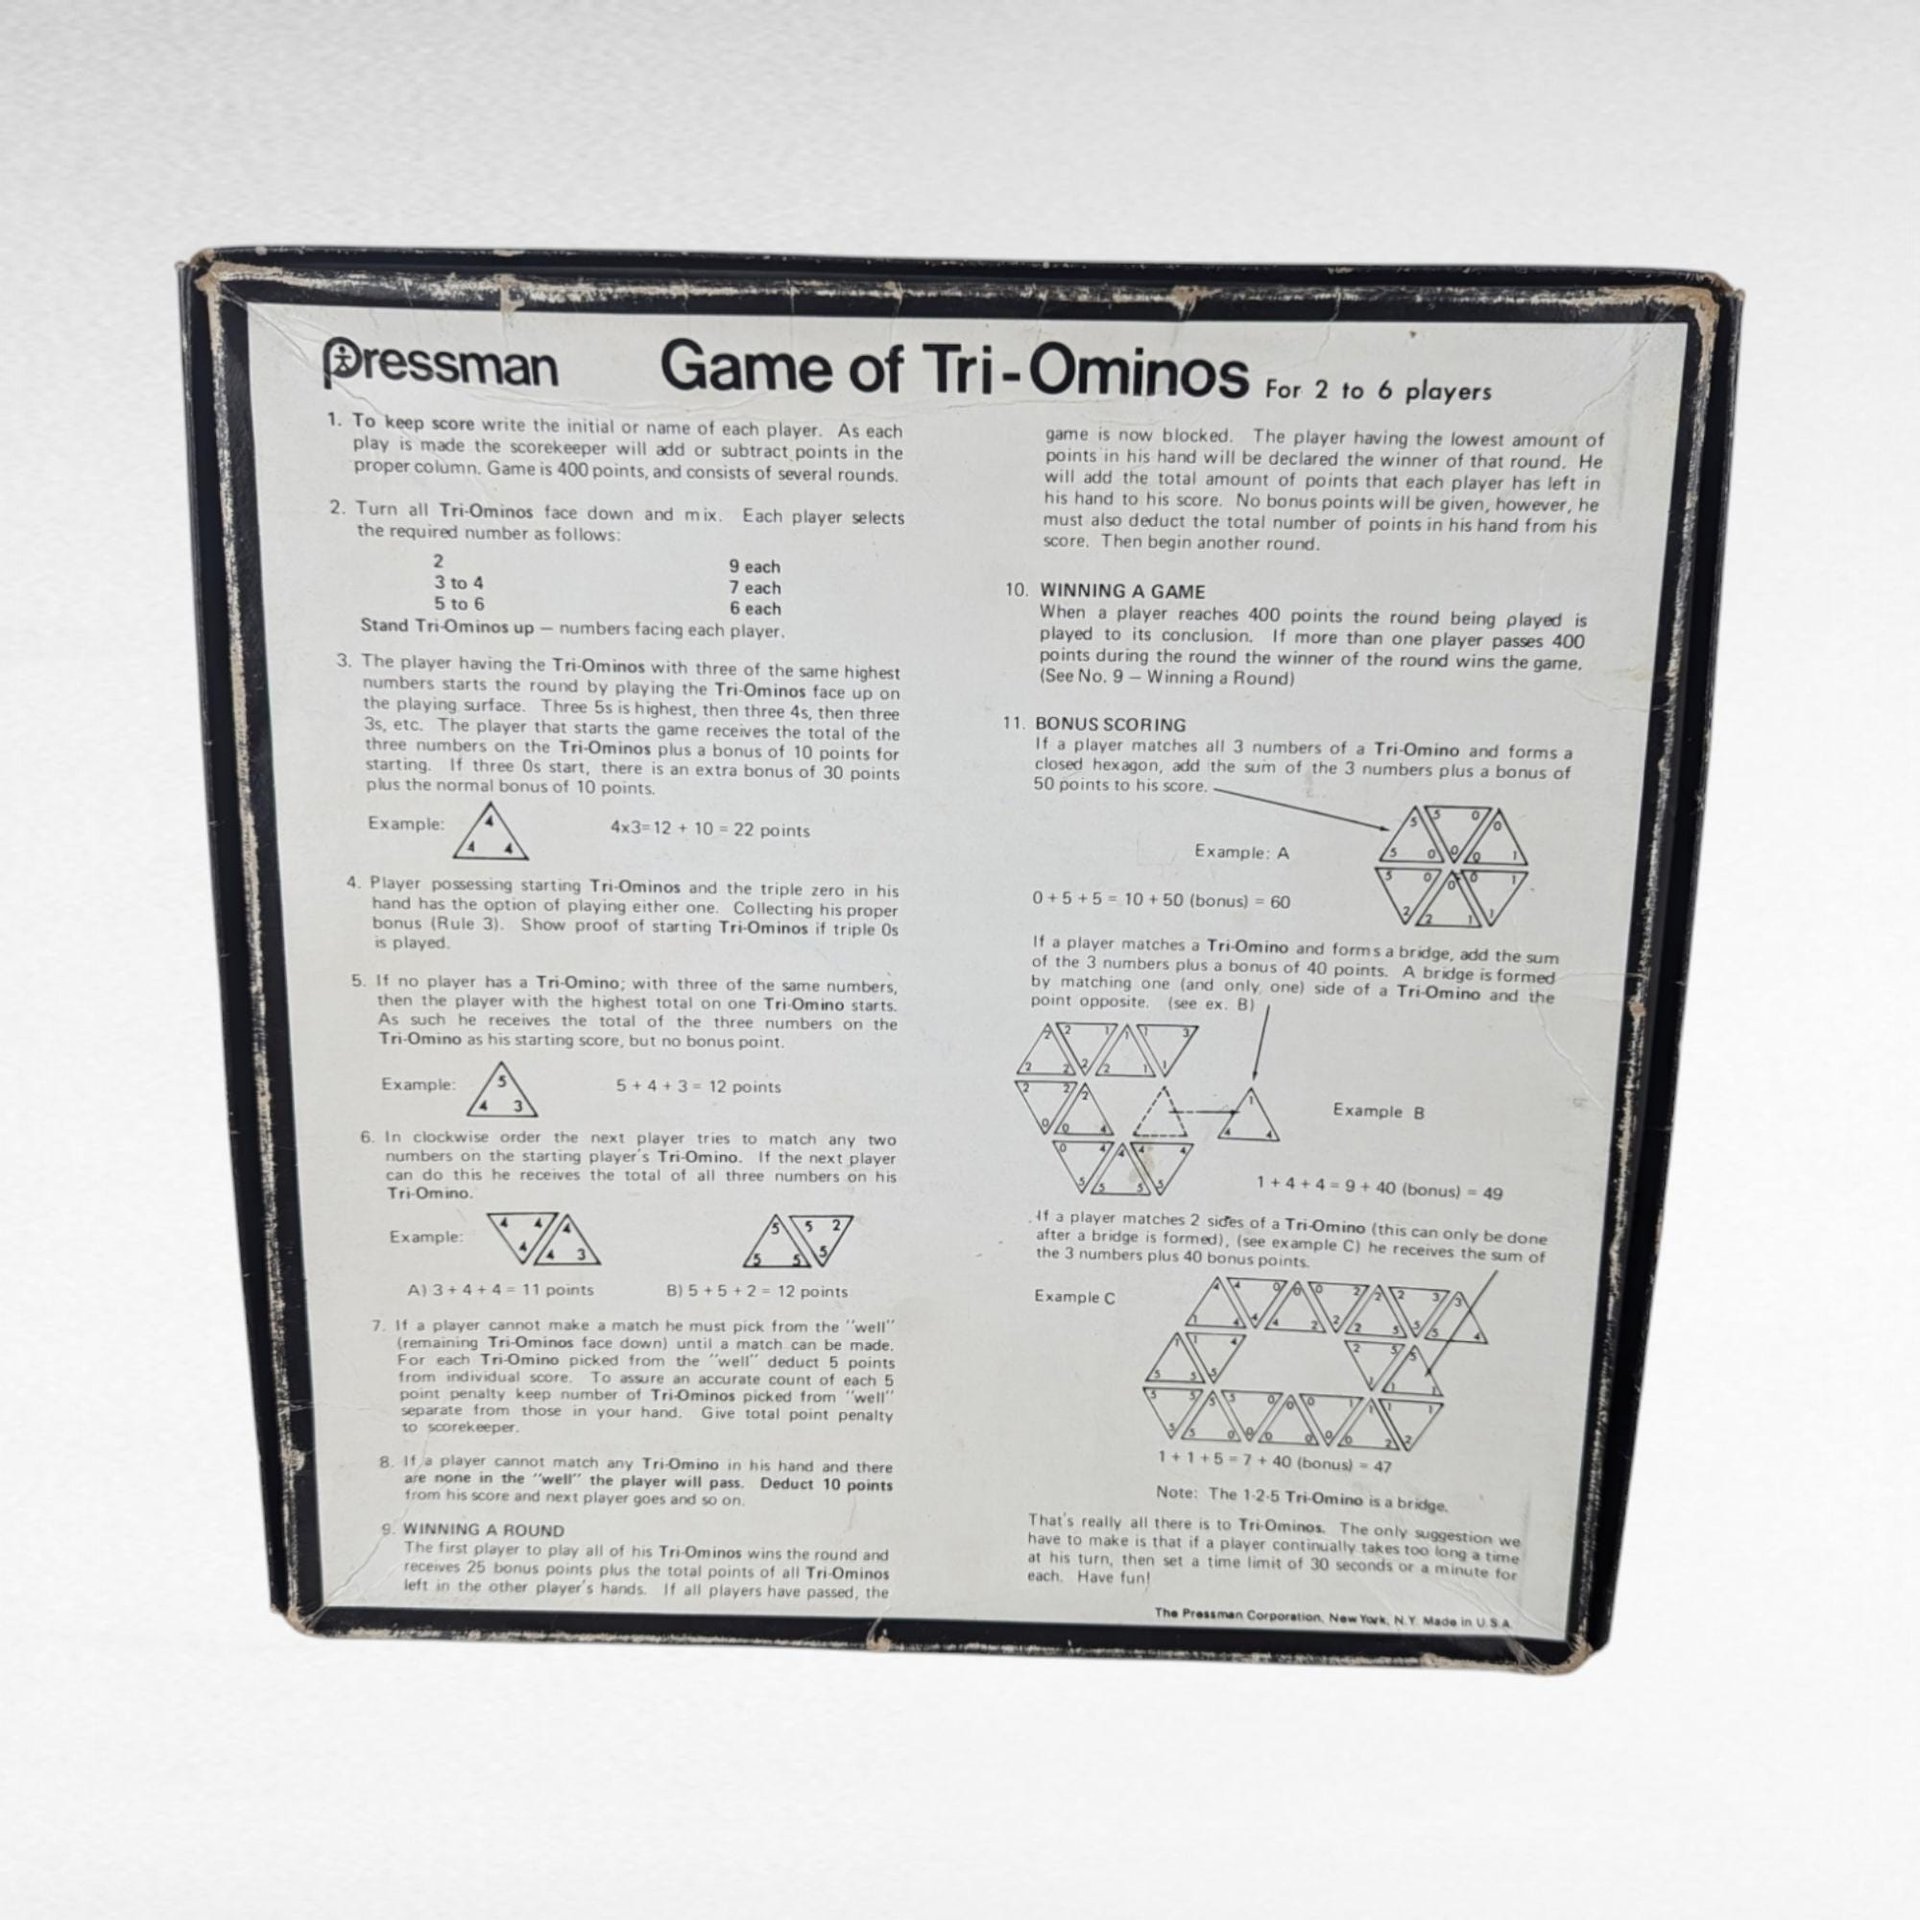 Pressman
Game of Tri-Ominos For 2 to 6 players
1. To keep score write the initial or name of each player. As each
play is made the scorekeeper will add or subtract points in the
proper column. Game is 400 points, and consists of several rounds.
2. Turn all Tri-Ominos face down and mix. Each player selects
the required number as follows:
2 9 each
3 to 4 7 each
5 to 6 6 each
Stand Tri-Ominos up — numbers facing each player.
3. The player having the Tri-Ominos with three of the same highest
numbers starts the round by playing the Tri-Ominos face up on
the playing surface. Three 5s is highest, then three 4s, then three
3s, etc. The player that starts the game receives the total of the
three numbers on the Tri-Ominos plus a bonus of 10 points for
starting. If three 0s start, there is an extra bonus of 30 points
plus the normal bonus of 10 points.
Example: 4 4 4 4x3=12 + 10 = 22 points
4. Player possessing starting Tri-Ominos and the triple zero in his
hand has the option of playing either one. Collecting his proper
bonus (Rule 3). Show proof of starting Tri-Ominos if triple 0s
is played.
5. If no player has a Tri-Omino; with three of the same numbers,
then the player with the highest total on one Tri-Omino starts.
As such he receives the total of the three numbers on the
Tri-Omino as his starting score, but no bonus point.
Example: 5 4 3 5 + 4 + 3 = 12 points
6. In clockwise order the next player tries to match any two
numbers on the starting player's Tri-Omino. If the next player
can do this he receives the total of all three numbers on his
Tri-Omino.
Example: 4 4 4 4 4 3 5 5 5 5 2 5
A) 3 + 4 + 4 = 11 points B) 5 + 5 + 2 = 12 points
7. If a player cannot make a match he must pick from the "well"
(remaining Tri-Ominos face down) until a match can be made.
For each Tri-Omino picked from the "well" deduct 5 points
from individual score. To assure an accurate count of each 5
point penalty keep number of Tri-Ominos picked from "well"
separate from those in your hand. Give total point penalty
to scorekeeper.
8. If a player cannot match any Tri-Omino in his hand and there
are none in the "well" the player will pass. Deduct 10 points
from his score and next player goes and so on.
9. WINNING A ROUND
The first player to play all of his Tri-Ominos wins the round and
receives 25 bonus points plus the total points of all Tri-Ominos
left in the other player's hands. If all players have passed, the
game is now blocked. The player having the lowest amount of
points in his hand will be declared the winner of that round. He
will add the total amount of points that each player has left in
his hand to his score. No bonus points will be given, however, he
must also deduct the total number of points in his hand from his
score. Then begin another round.
10. WINNING A GAME
When a player reaches 400 points the round being played is
played to its conclusion. If more than one player passes 400
points during the round the winner of the round wins the game.
(See No. 9 — Winning a Round)
11. BONUS SCORING
If a player matches all 3 numbers of a Tri-Omino and forms a
closed hexagon, add the sum of the 3 numbers plus a bonus of
50 points to his score.
Example: A
0 + 5 + 5 = 10 + 50 (bonus) = 60
If a player matches a Tri-Omino and forms a bridge, add the sum
of the 3 numbers plus a bonus of 40 points. A bridge is formed
by matching one (and only one) side of a Tri-Omino and the
point opposite. (see ex. B)
Example B
1 + 4 + 4 = 9 + 40 (bonus) = 49
If a player matches 2 sides of a Tri-Omino (this can only be done
after a bridge is formed), (see example C) he receives the sum of
the 3 numbers plus 40 bonus points.
Example C
1 + 1 + 5 = 7 + 40 (bonus) = 47
Note: The 1-2-5 Tri-Omino is a bridge.
That's really all there is to Tri-Ominos. The only suggestion we
have to make is that if a player continually takes too long a time
at his turn, then set a time limit of 30 seconds or a minute for
each. Have fun!
The Pressman Corporation, New York, N.Y. Made in U.S.A.